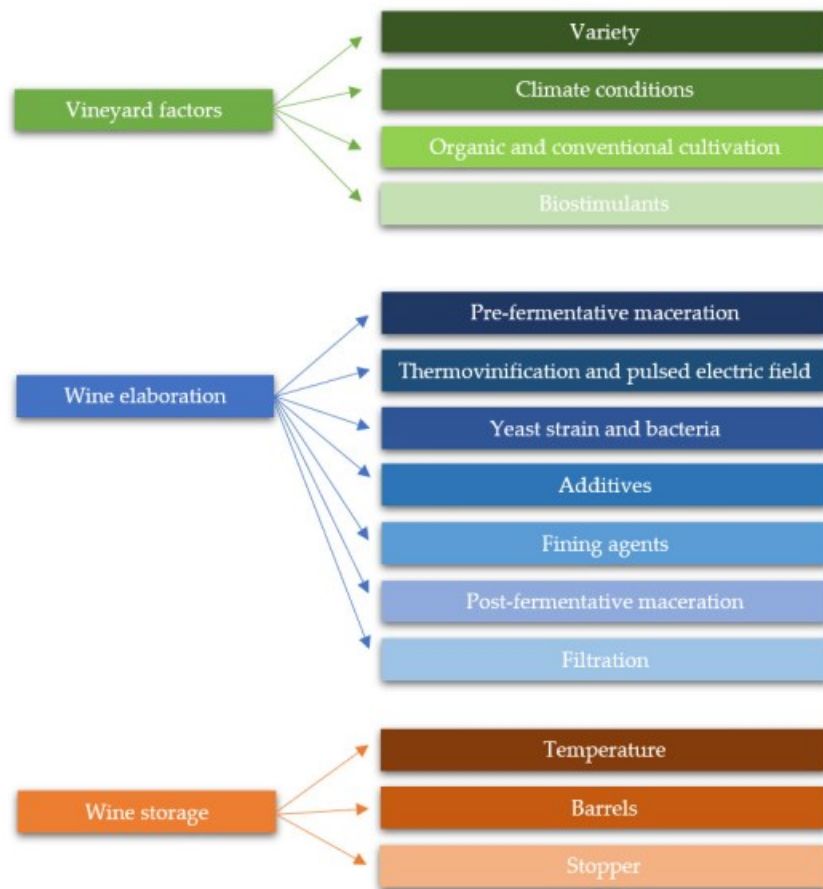 Vineyard factors
Variety
Climate conditions
Organic and conventional cultivation
Biostimulants
Wine elaboration
Pre-fermentative maceration
Thermovinification and pulsed electric field
Yeast strain and bacteria
Additives
Fining agents
Post-fermentative maceration
Filtration
Wine storage
Temperature
Barrels
Stopper